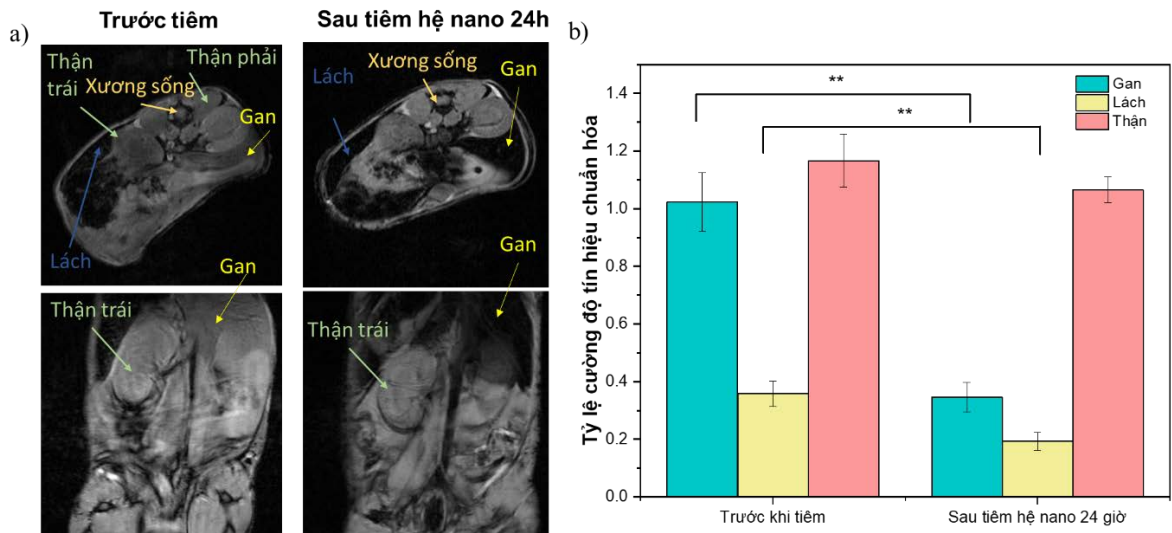 a)
Trước tiêm
Sau tiêm hệ nano 24h
Thận trái
Xương sống
Thận phải
Gan
Lách
Lách
Xương sống
Gan
Thận trái
Gan
Thận trái
Gan
b)
Tỷ lệ cường độ tín hiệu chuẩn hóa
1.4
1.2
1.0
0.8
0.6
0.4
0.2
0.0
**
**
Gan
Lách
Thận
Trước khi tiêm
Sau tiêm hệ nano 24 giờ